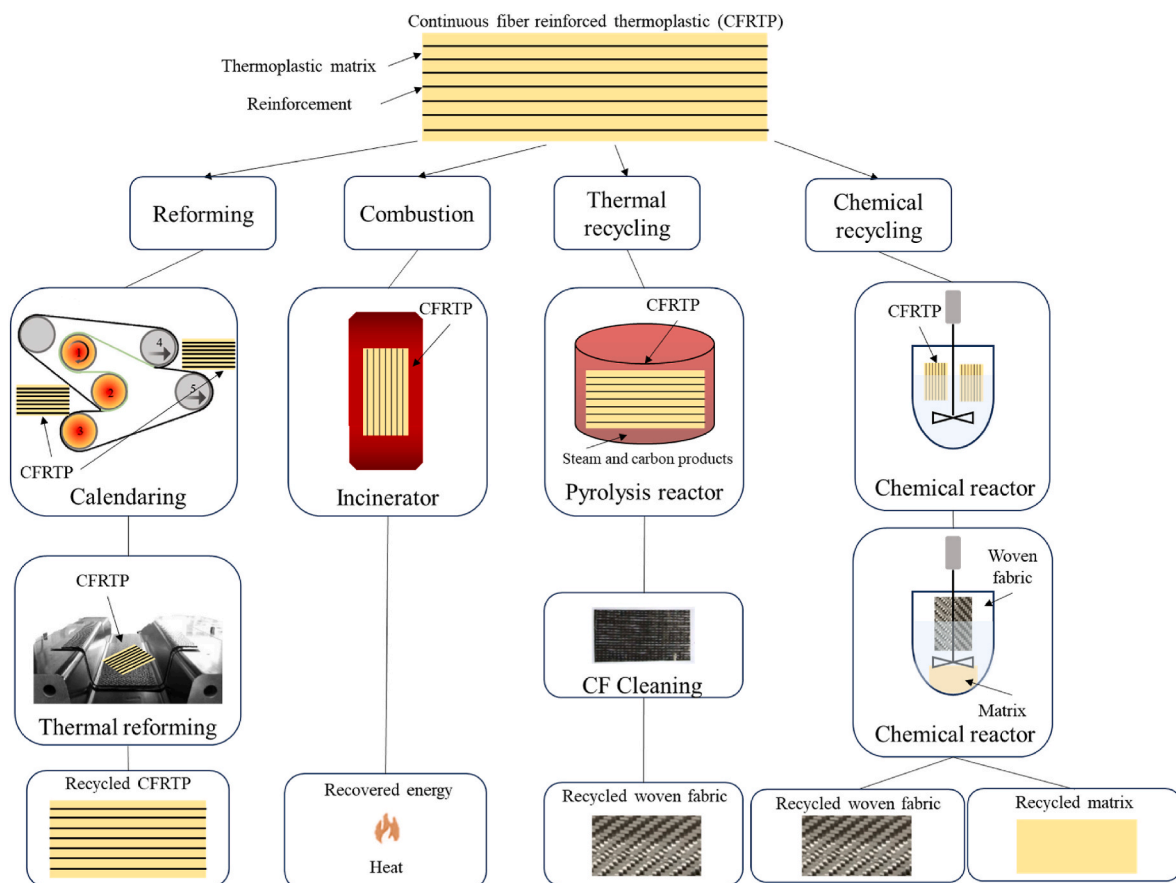 Continuous fiber reinforced thermoplastic (CFRTP)
Thermoplastic matrix
Reinforcement
Reforming
Combustion
Thermal
recycling
Chemical
recycling
CFRTP
1
2
3
4
5
CFRTP
Calendaring
CFRTP
Incinerator
CFRTP
Steam and carbon products
Pyrolysis reactor
CFRTP
Chemical reactor
CFRTP
Thermal reforming
CF Cleaning
Woven
fabric
Matrix
Chemical reactor
Recycled CFRTP
Recovered energy
Heat
Recycled woven fabric
Recycled woven fabric
Recycled matrix